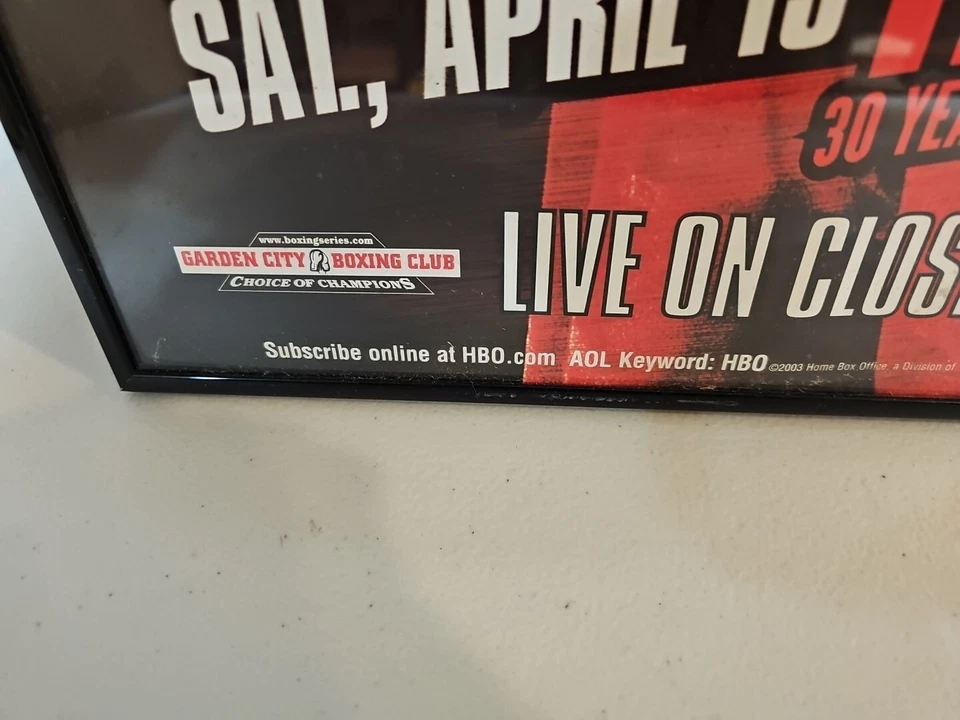 SAT., APRIL
30 YEA
www.boxingseries.com
GARDEN CITY BOXING CLUB
CHOICE OF CHAMPIONS
LIVE ON CLOS
Subscribe online at HBO.com AOL Keyword: HBO ©2003 Home Box Office, a Division of